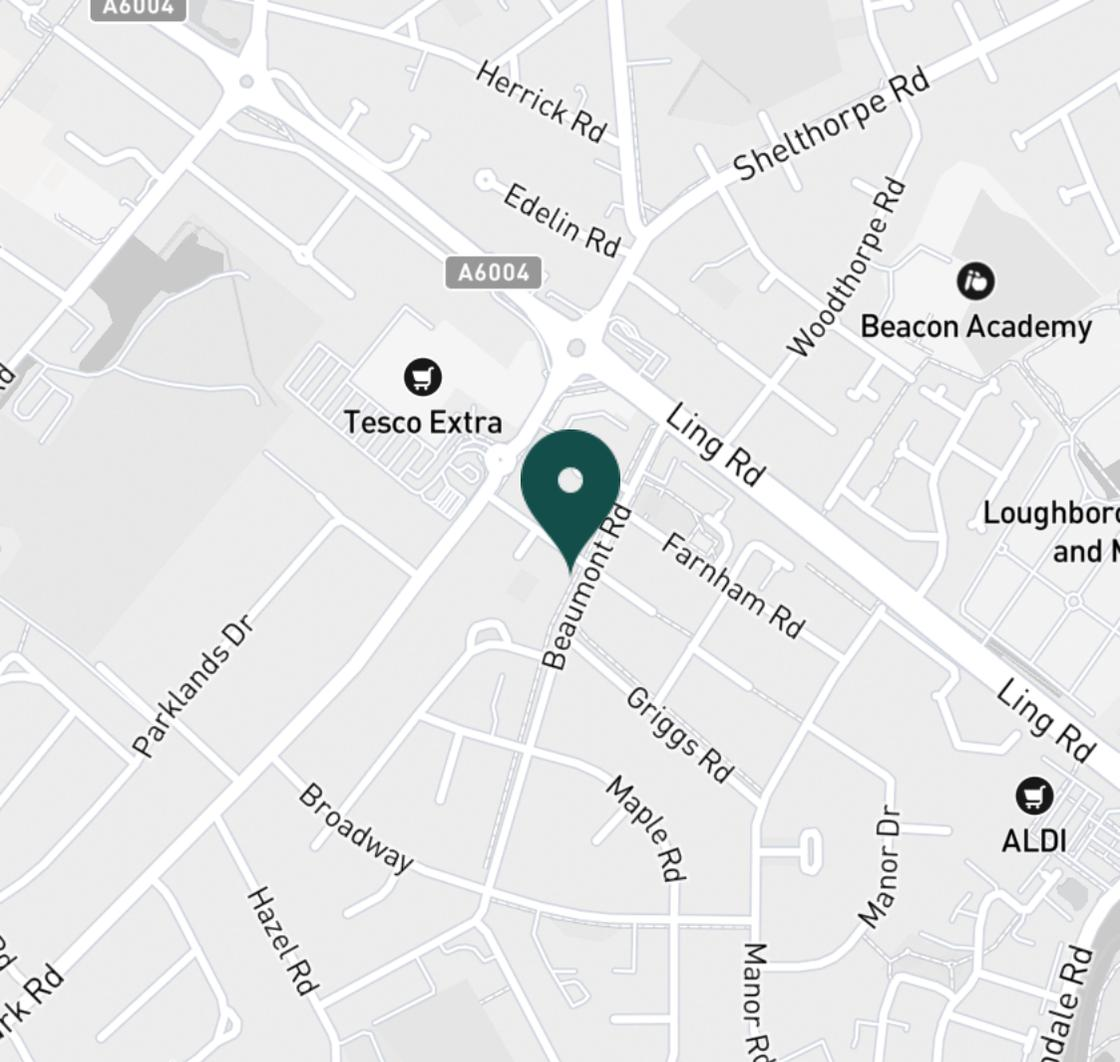 A6004
Herrick Rd
Shelthorpe Rd
Edelin Rd
Woodthorpe Rd
A6004
Beacon Academy
Tesco Extra
Ling Rd
Beaumont Rd
Farnham Rd
Parklands Dr
Griggs Rd
Ling Rd
Broadway
Maple Rd
Manor Dr
ALDI
Hazel Rd
Manor Rd